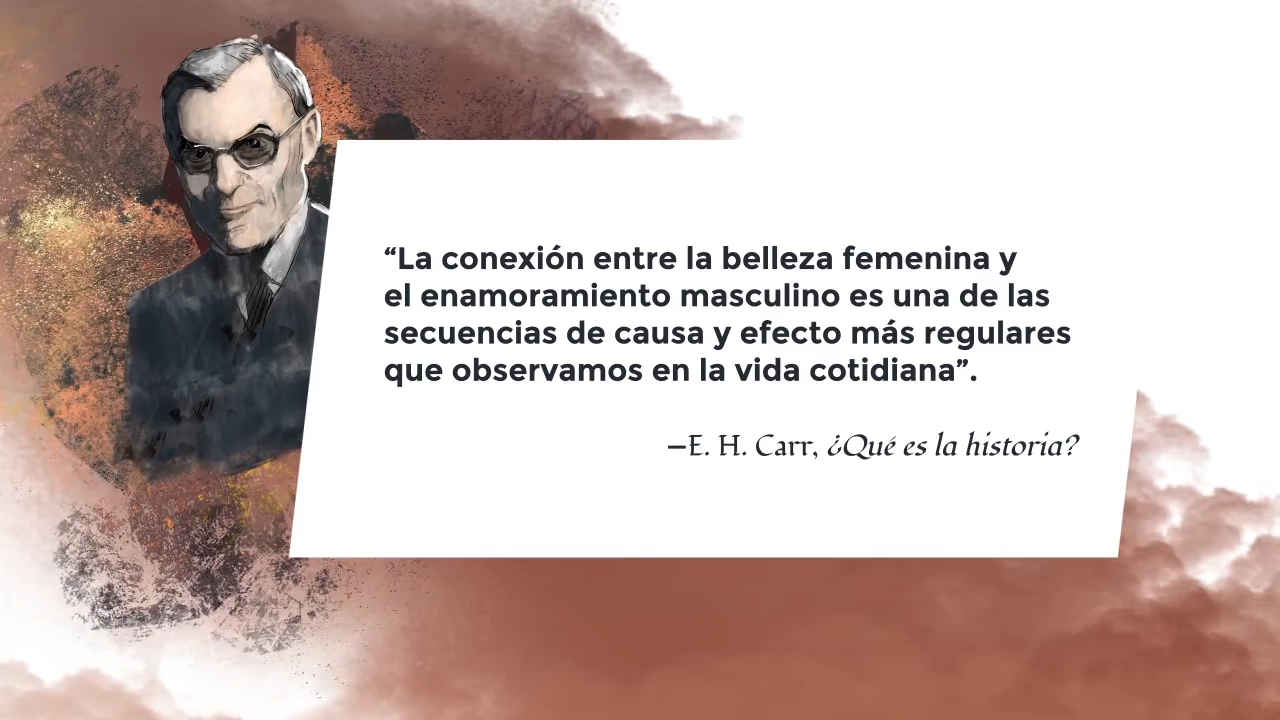 “La conexión entre la belleza femenina y
el enamoramiento masculino es una de las
secuencias de causa y efecto más regulares
que observamos en la vida cotidiana”.
—E. H. Carr, ¿Qué es la historia?